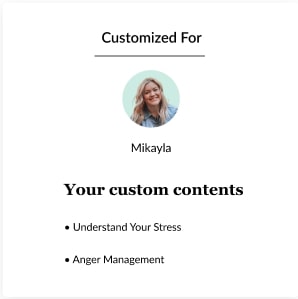 Customized For
Mikayla
Your custom contents
• Understand Your Stress
• Anger Management